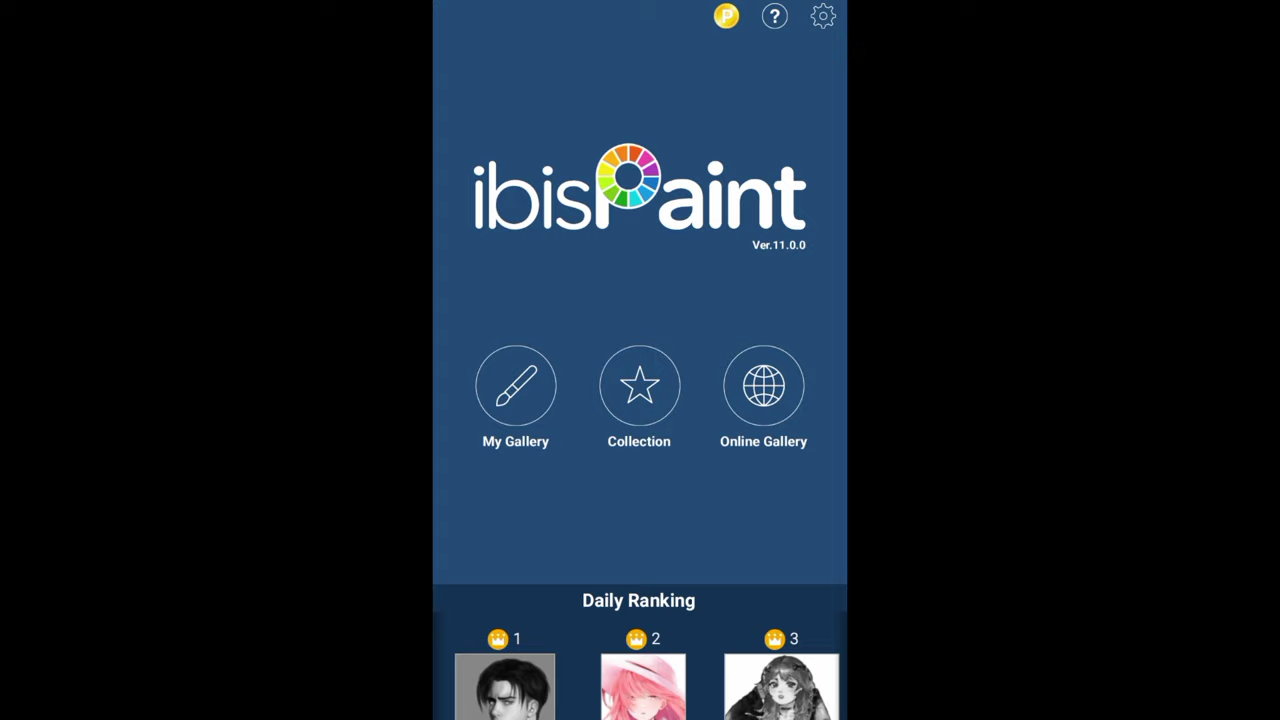 P ?
ibisPaint
Ver.11.0.0
My Gallery Collection Online Gallery
Daily Ranking
1 2 3